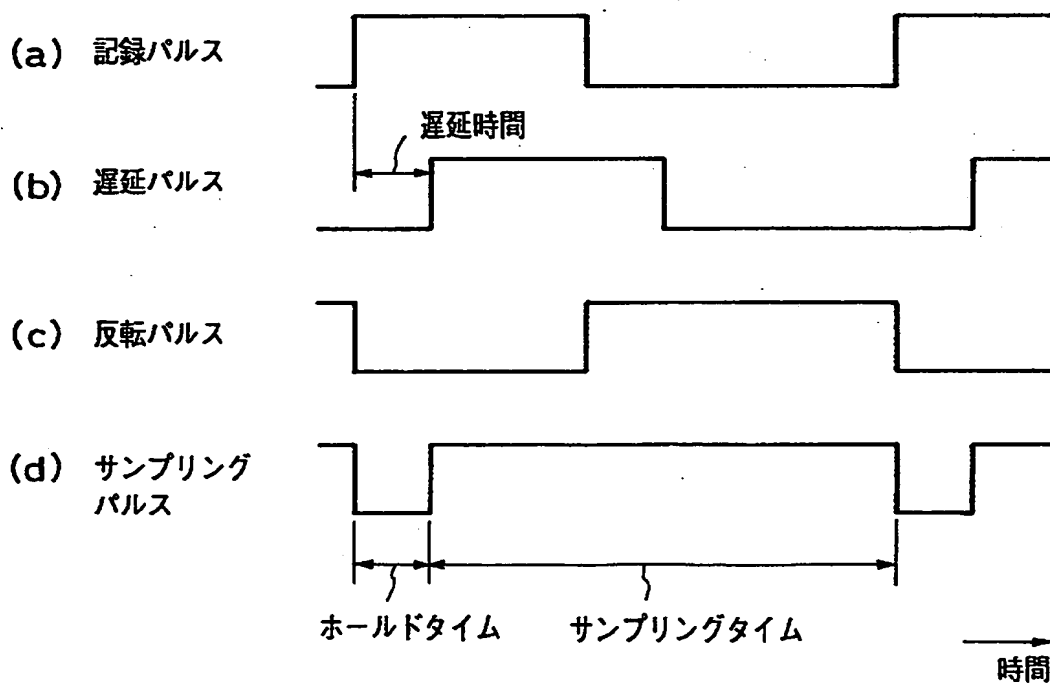 (a) 記録パルス
遅延時間
(b) 遅延パルス
(c) 反転パルス
(d) サンプリング
パルス
ホールドタイム サンプリングタイム
時間